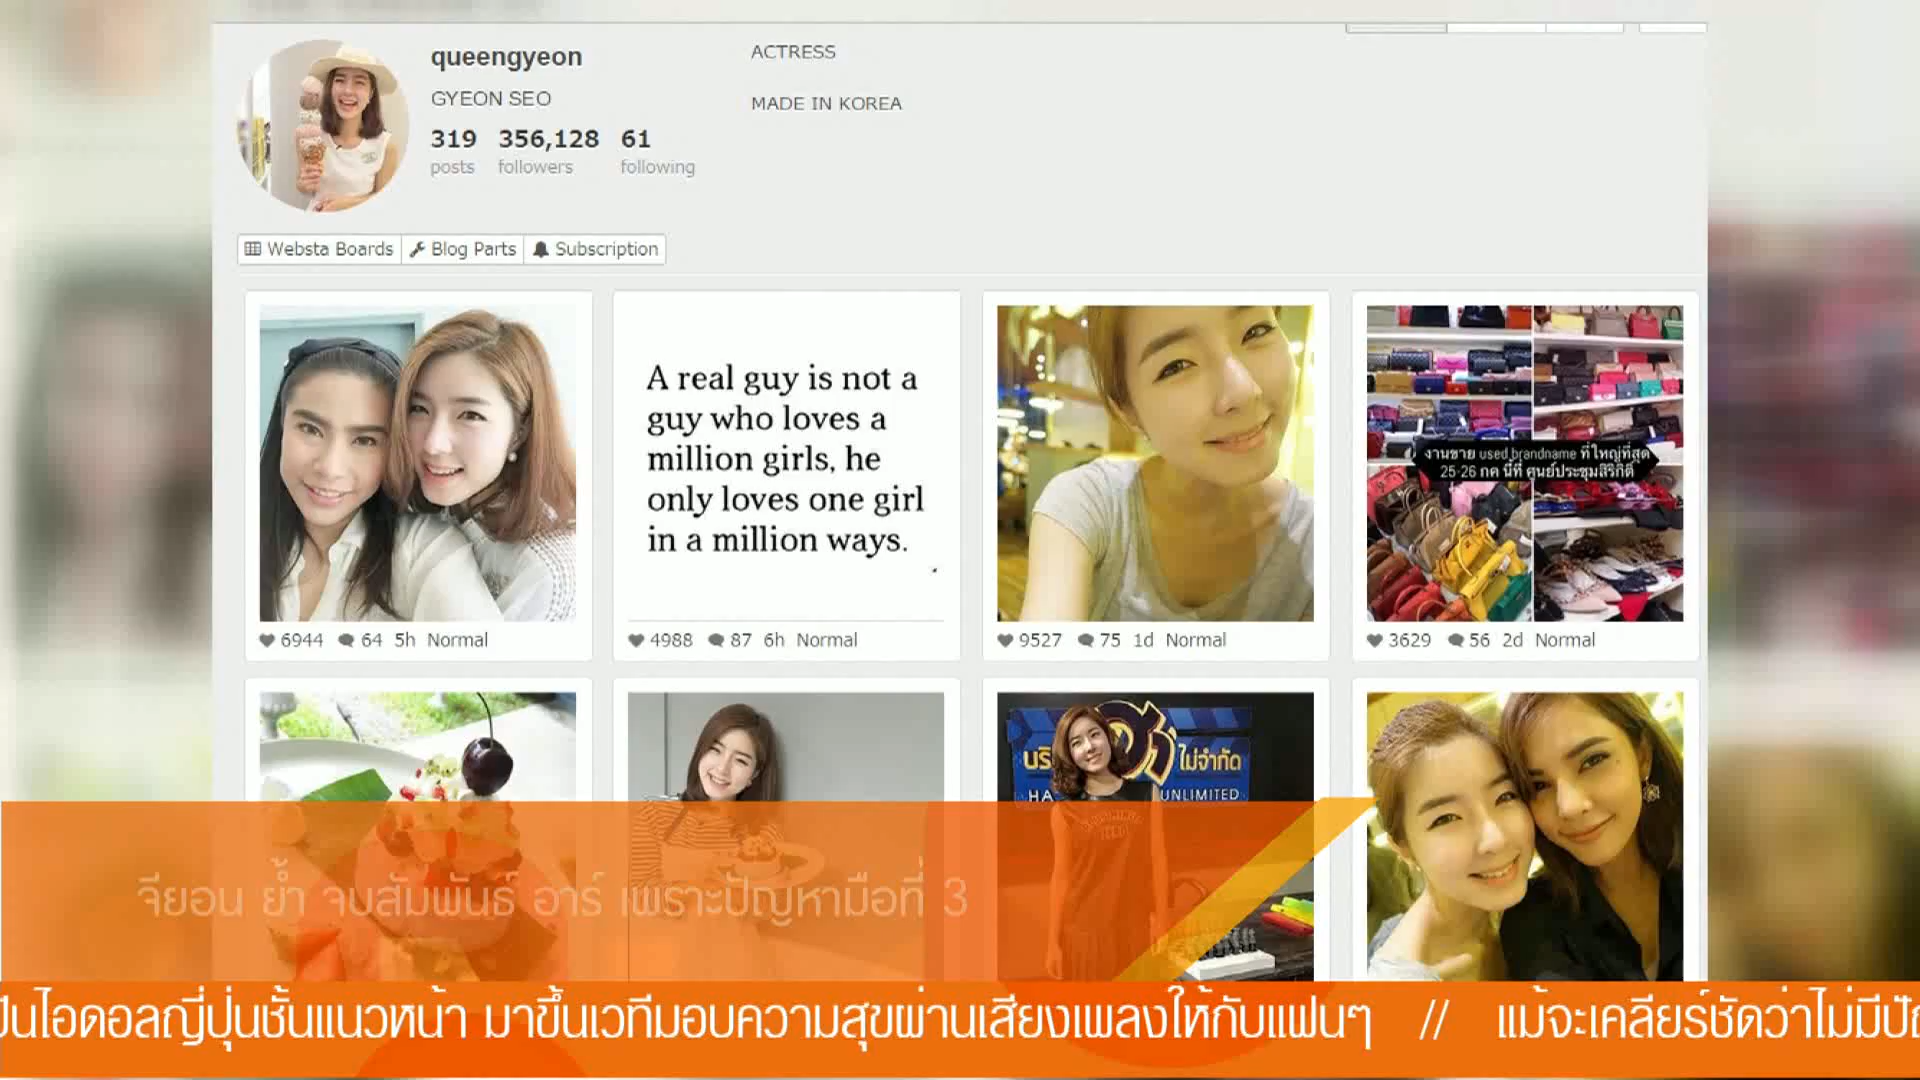 queengyeon
GYEON SEO
319 356,128 61
posts followers following
ACTRESS
MADE IN KOREA
Websta Boards Blog Parts Subscription
A real guy is not a
guy who loves a
million girls, he
only loves one girl
in a million ways.
งานขาย used brandname ที่ใหญ่ที่สุด
25-26 กค นี้ที่ ศูนย์ประชุมสิริกิติ์
6944 64 5h Normal
4988 87 6h Normal
9527 75 1d Normal
3629 56 2d Normal
ไม่จำกัด
HA UNLIMITED
จียอน ย้ำ จบสัมพันธ์ อาร์ เพราะปัญหามือที่ 3
ป็นไอดอลญี่ปุ่นชั้นแนวหน้า มาขึ้นเวทีมอบความสุขผ่านเสียงเพลงให้กับแฟนๆ // แม้จะเคลียร์ชัดว่าไม่มีปัญ